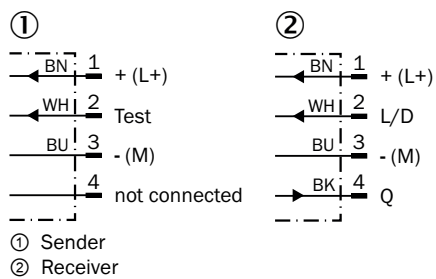 ① ②
BN 1 + (L+) BN 1 + (L+)
WH 2 Test WH 2 L/D
BU 3 - (M) BU 3 - (M)
4 not connected BK 4 Q
① Sender
② Receiver